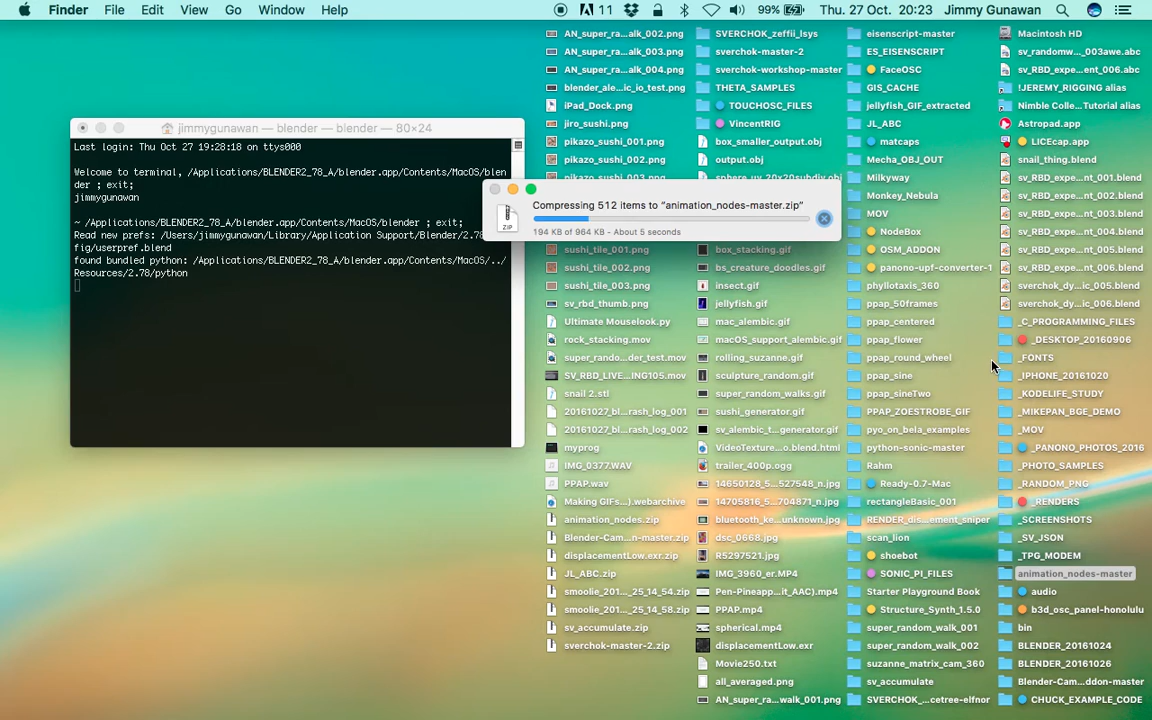 Finder File Edit View Go Window Help 11 99% Thu. 27 Oct. 20:23 Jimmy Gunawan
jimmygunawan — blender — blender — 80×24
Last login: Thu Oct 27 19:28:18 on ttys000
Welcome to terminal, /Applications/BLENDER2_78_A/blender.app/Contents/MacOS/blen
der ; exit;
jimmygunawan
~ /Applications/BLENDER2_78_A/blender.app/Contents/MacOS/blender ; exit;
Read new prefs: /Users/jimmygunawan/Library/Application Support/Blender/2.78
fig/userpref.blend
found bundled python: /Applications/BLENDER2_78_A/blender.app/Contents/MacOS/../
Resources/2.78/python
Compressing 512 items to “animation_nodes-master.zip”
194 KB of 964 KB - About 5 seconds
ZIP
AN_super_ra...alk_002.png
AN_super_ra...alk_003.png
AN_super_ra...alk_004.png
blender_ale...ic_io_test.png
iPad_Dock.png
jiro_sushi.png
pikazo_sushi_001.png
pikazo_sushi_002.png
sushi_tile_001.png
sushi_tile_002.png
sushi_tile_003.png
sv_rbd_thumb.png
Ultimate Mouselook.py
rock_stacking.mov
super_rando...der_test.mov
SV_RBD_LIVE...ING105.mov
snail 2.stl
20161027_bl...rash_log_001
20161027_bl...rash_log_002
myprog
IMG_0377.WAV
PPAP.wav
Making GIFs...).webarchive
animation_nodes.zip
Blender-Cam...n-master.zip
displacementLow.exr.zip
JL_ABC.zip
smoolie_201..._25_14_54.zip
smoolie_201..._25_14_58.zip
sv_accumulate.zip
sverchok-master-2.zip
SVERCHOK_zeffii_lsys
sverchok-master-2
sverchok-workshop-master
THETA_SAMPLES
TOUCHOSC_FILES
VincentRIG
box_smaller_output.obj
output.obj
box_stacking.gif
bs_creature_doodles.gif
insect.gif
jellyfish.gif
mac_alembic.gif
macOS_support_alembic.gif
rolling_suzanne.gif
sculpture_random.gif
super_random_walks.gif
sushi_generator.gif
sv_alembic_t...generator.gif
VideoTexture...o.blend.html
trailer_400p.ogg
14650128_5...527548_n.jpg
14705816_5...704871_n.jpg
bluetooth_ke...unknown.jpg
dsc_0668.jpg
R5297521.jpg
IMG_3960_er.MP4
Pen-Pineapp...it_AAC).mp4
PPAP.mp4
spherical.mp4
displacementLow.exr
Movie250.txt
all_averaged.png
AN_super_ra...walk_001.png
eisenscript-master
ES_EISENSCRIPT
FaceOSC
GIS_CACHE
jellyfish_GIF_extracted
JL_ABC
matcaps
Mecha_OBJ_OUT
Milkyway
Monkey_Nebula
MOV
NodeBox
OSM_ADDON
panono-upf-converter-1
phyllotaxis_360
ppap_50frames
ppap_centered
ppap_flower
ppap_round_wheel
ppap_sine
ppap_sineTwo
PPAP_ZOESTROBE_GIF
pyo_on_bela_examples
python-sonic-master
Rahm
Ready-0.7-Mac
rectangleBasic_001
RENDER_dis...ement_sniper
scan_lion
shoebot
SONIC_PI_FILES
Starter Playground Book
Structure_Synth_1.5.0
super_random_walk_001
super_random_walk_002
suzanne_matrix_cam_360
sv_accumulate
SVERCHOK_...cetree-elfnor
Macintosh HD
sv_randomw..._003awe.abc
sv_RBD_expe...ent_006.abc
!JEREMY_RIGGING alias
Nimble Colle...Tutorial alias
Astropad.app
LICEcap.app
snail_thing.blend
sv_RBD_expe..._001.blend
sv_RBD_expe..._002.blend
sv_RBD_expe..._003.blend
sv_RBD_expe..._004.blend
sv_RBD_expe..._005.blend
sv_RBD_expe..._006.blend
sverchok_dy...ic_005.blend
sverchok_dy...ic_006.blend
_C_PROGRAMMING_FILES
_DESKTOP_20160906
_FONTS
_IPHONE_20161020
_KODELIFE_STUDY
_MIKEPAN_BGE_DEMO
_MOV
_PANONO_PHOTOS_2016
_PHOTO_SAMPLES
_RANDOM_PNG
_RENDERS
_SCREENSHOTS
_SV_JSON
_TPG_MODEM
animation_nodes-master
audio
b3d_osc_panel-honolulu
bin
BLENDER_20161024
BLENDER_20161026
Blender-Cam...ddon-master
CHUCK_EXAMPLE_CODE